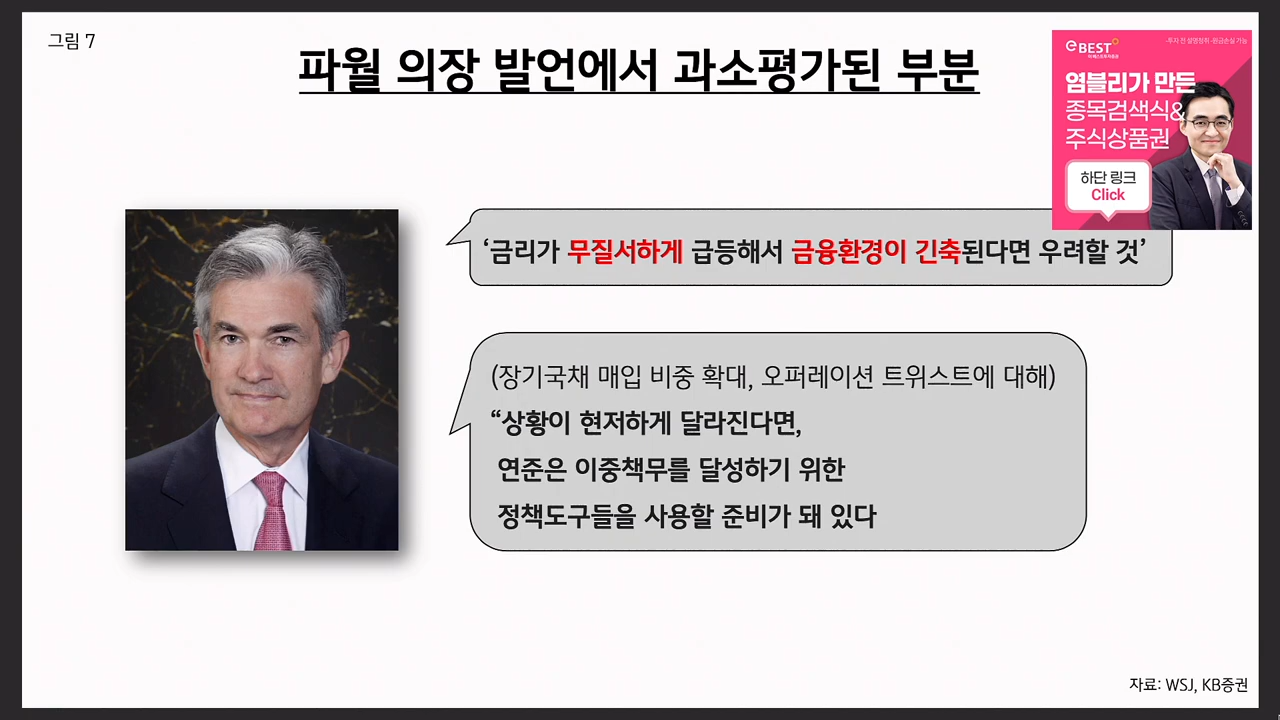 그림 7
파월 의장 발언에서 과소평가된 부분
eBEST
염블리가 만든
종목검색식&
주식상품권
하단 링크
Click
‘금리가 무질서하게 급등해서 금융환경이 긴축된다면 우려할 것’
(장기국채 매입 비중 확대, 오퍼레이션 트위스트에 대해)
“상황이 현저하게 달라진다면,
연준은 이중책무를 달성하기 위한
정책도구들을 사용할 준비가 돼 있다
자료: WSJ, KB증권